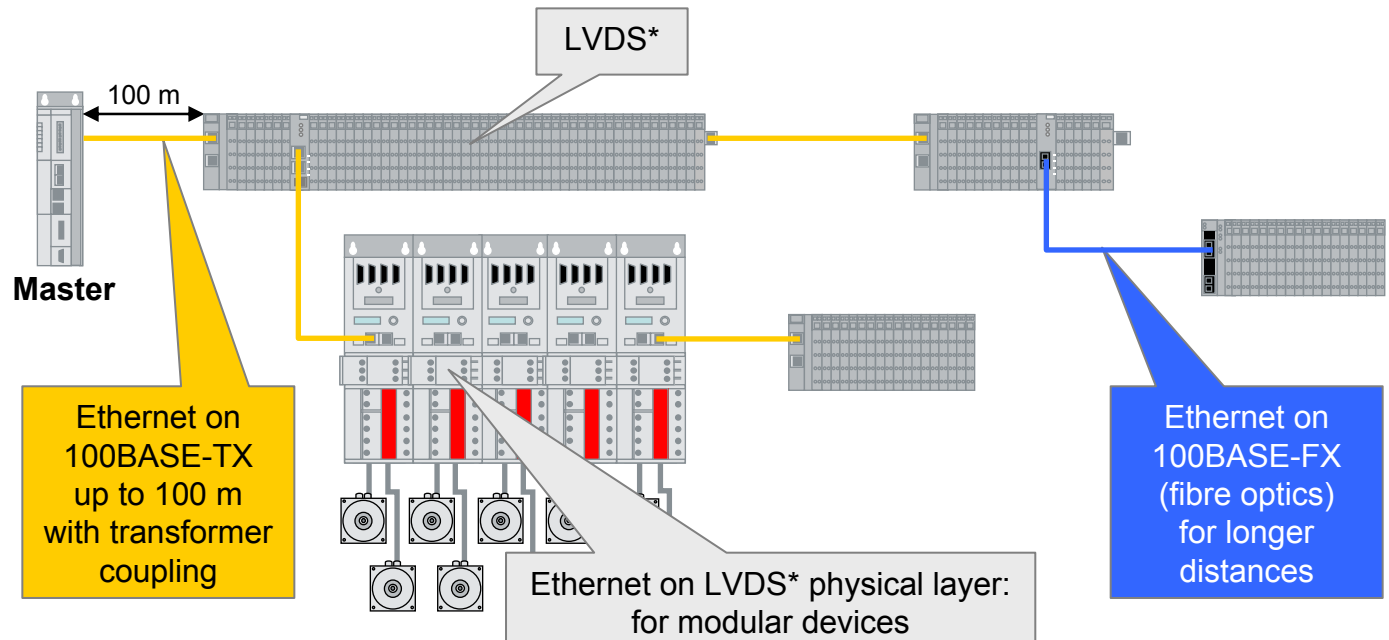 LVDS*
100 m
Master
Ethernet on
100BASE-TX
up to 100 m
with transformer
coupling
Ethernet on LVDS* physical layer:
for modular devices
Ethernet on
100BASE-FX
(fibre optics)
for longer
distances